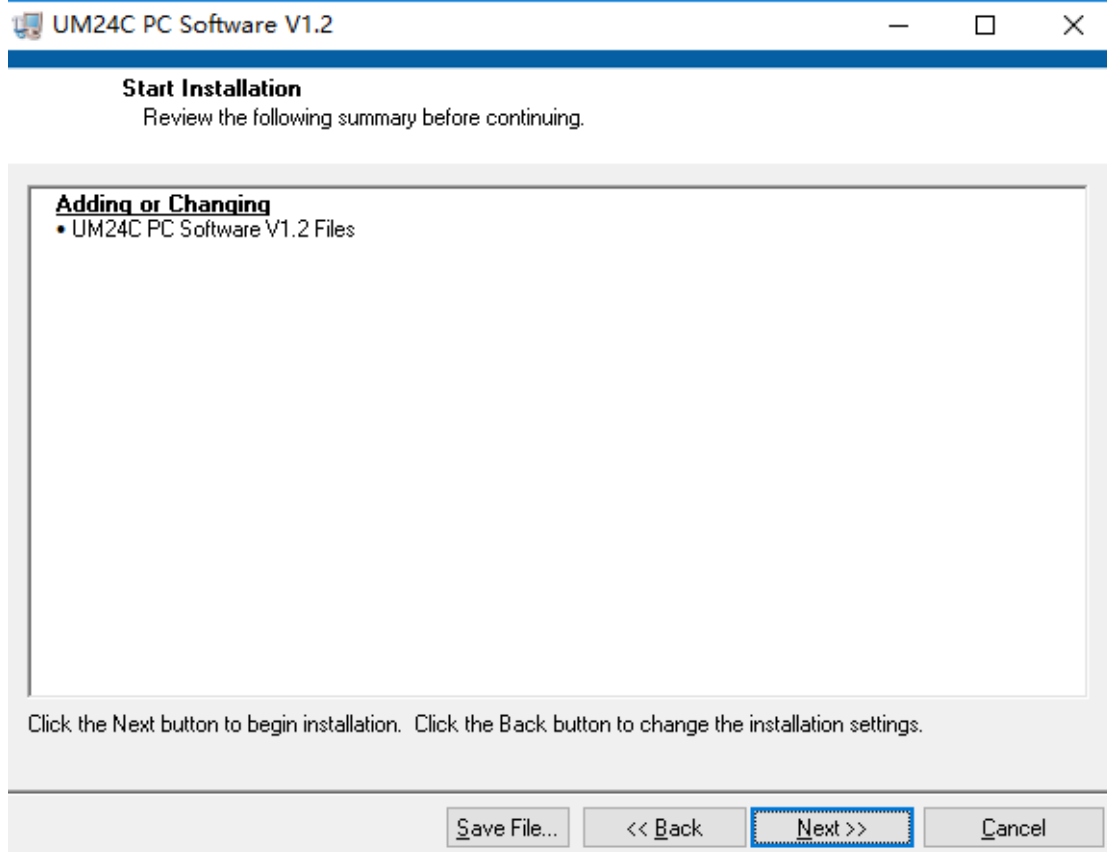 UM24C PC Software V1.2
Start Installation
Review the following summary before continuing.
Adding or Changing
• UM24C PC Software V1.2 Files
Click the Next button to begin installation.  Click the Back button to change the installation settings.
Save File... << Back Next >> Cancel